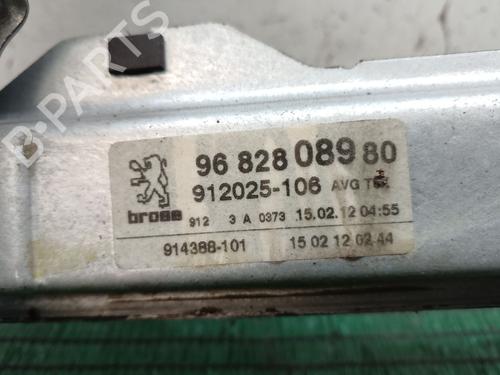 B-PARTS
96 828 089 80
912025-106 AVG
brose 912 3 A 0373 15.02.12 04:55
914388-101 15 02 12 02 44